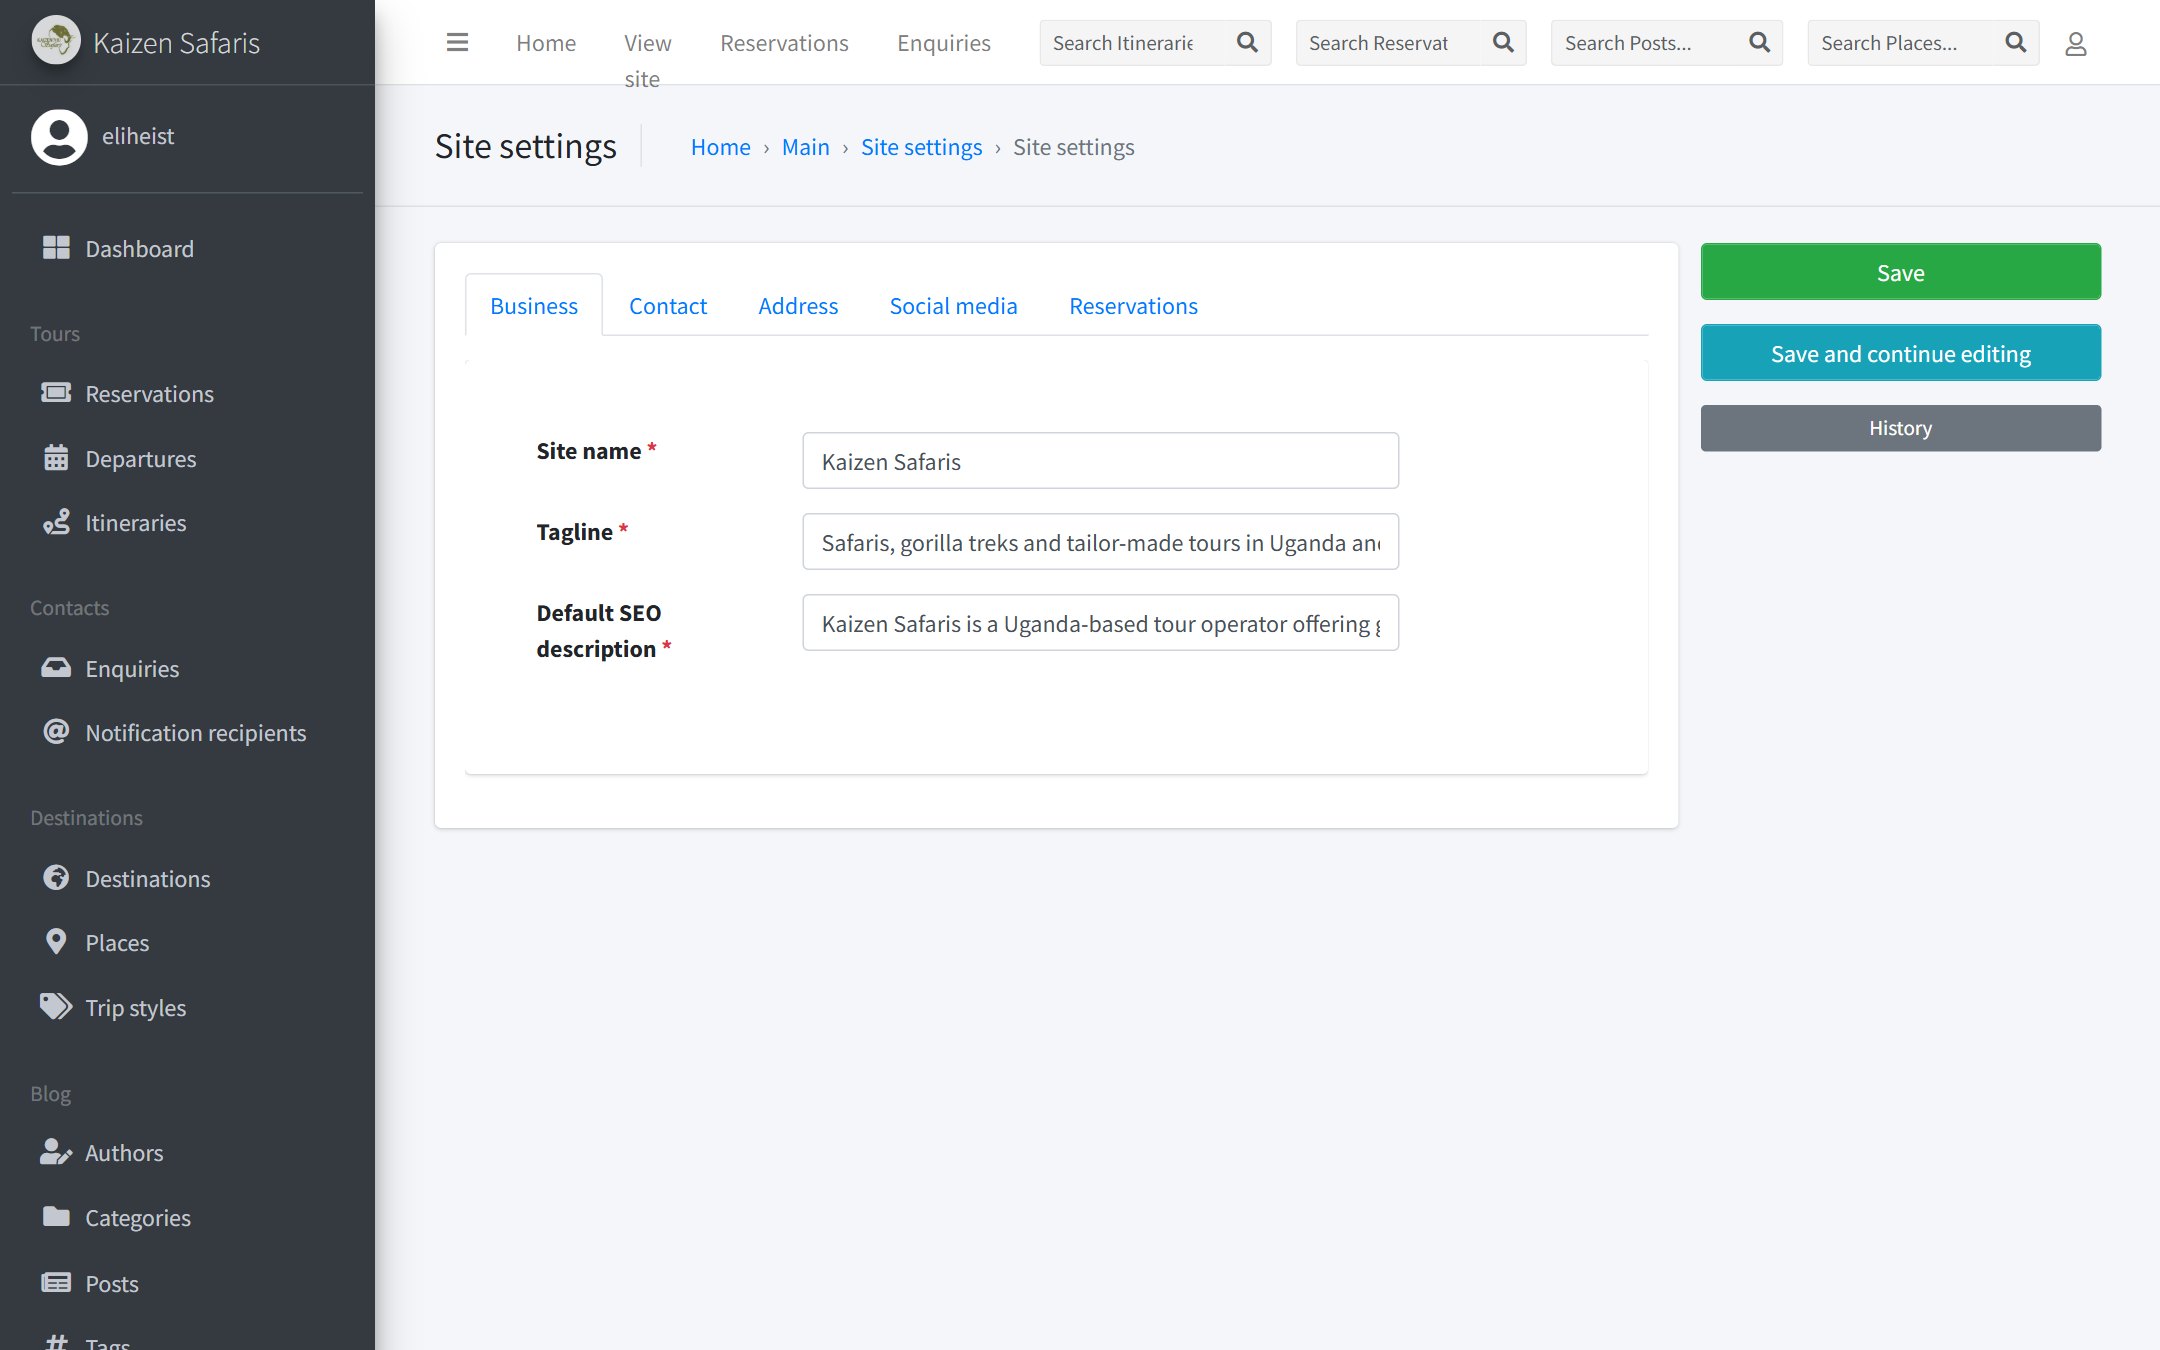 Kaizen Safaris
Home
View site
Reservations
Enquiries
Search Itinerarie
Search Reservat
Search Posts...
Search Places...
eliheist
Site settings
Home › Main › Site settings › Site settings
Dashboard
Tours
Reservations
Departures
Itineraries
Contacts
Enquiries
Notification recipients
Destinations
Destinations
Places
Trip styles
Blog
Authors
Categories
Posts
Tags
Business
Contact
Address
Social media
Reservations
Site name *
Kaizen Safaris
Tagline *
Safaris, gorilla treks and tailor-made tours in Uganda an
Default SEO
description *
Kaizen Safaris is a Uganda-based tour operator offering
Save
Save and continue editing
History